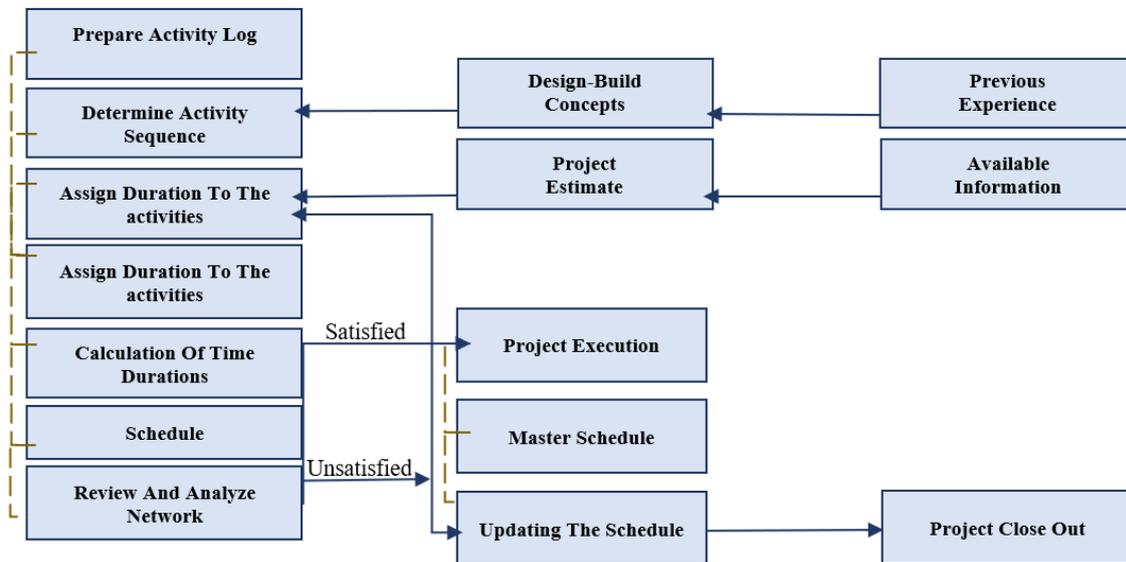 Prepare Activity Log
Determine Activity
Sequence
Assign Duration To The
activities
Assign Duration To The
activities
Calculation Of Time
Durations
Schedule
Review And Analyze
Network
Design-Build
Concepts
Project
Estimate
Previous
Experience
Available
Information
Satisfied
Unsatisfied
Project Execution
Master Schedule
Updating The Schedule
Project Close Out